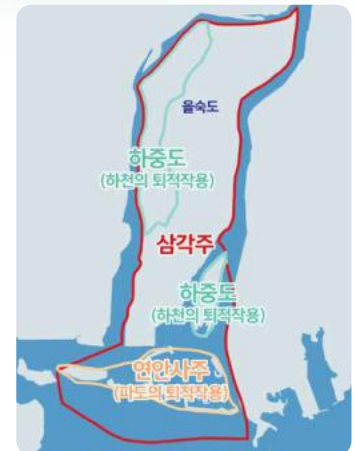 을숙도
하중도
(하천의 퇴적작용)
삼각주
하중도
(하천의 퇴적작용)
연안사주
(파도의 퇴적작용)